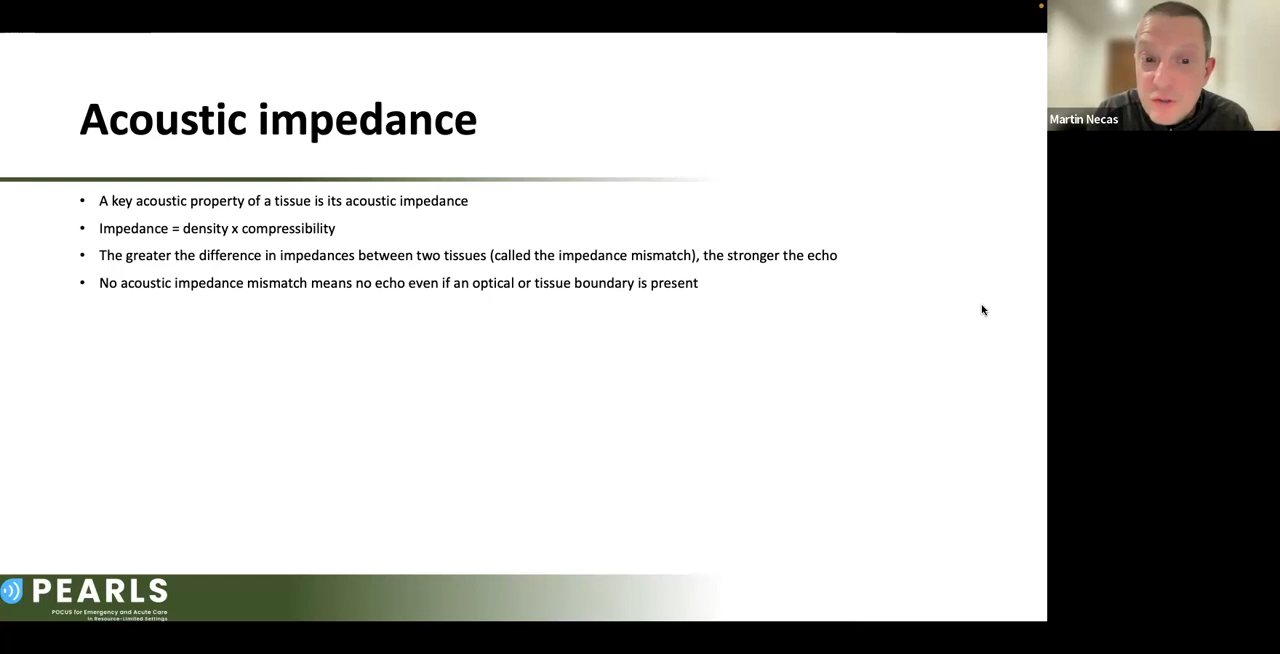 Acoustic impedance
Martin Necas
• A key acoustic property of a tissue is its acoustic impedance
• Impedance = density x compressibility
• The greater the difference in impedances between two tissues (called the impedance mismatch), the stronger the echo
• No acoustic impedance mismatch means no echo even if an optical or tissue boundary is present
PEARLS
POCUS for Emergency and Acute Care
in Resource-Limited Settings